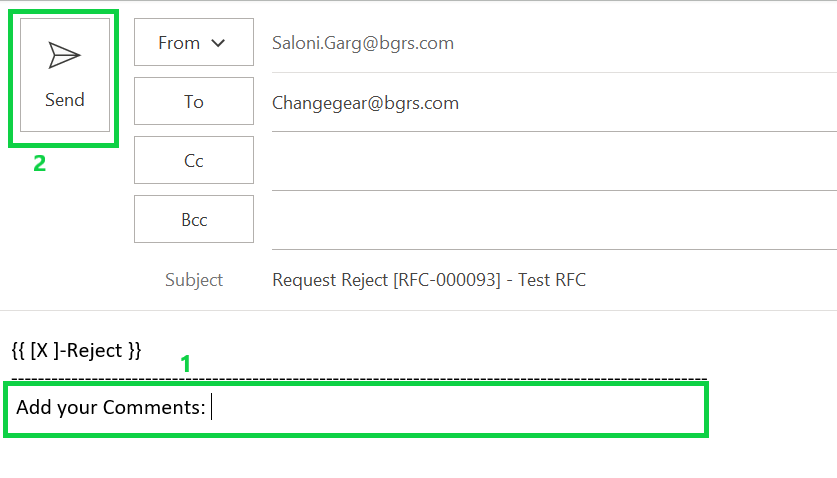 Send
2
From
Saloni.Garg@bgrs.com
To
Changegear@bgrs.com
Cc
Bcc
Subject
Request Reject [RFC-000093] - Test RFC
{{ [X ]-Reject }}
1
--------------------------------------------------------------------------------------------------------
Add your Comments: